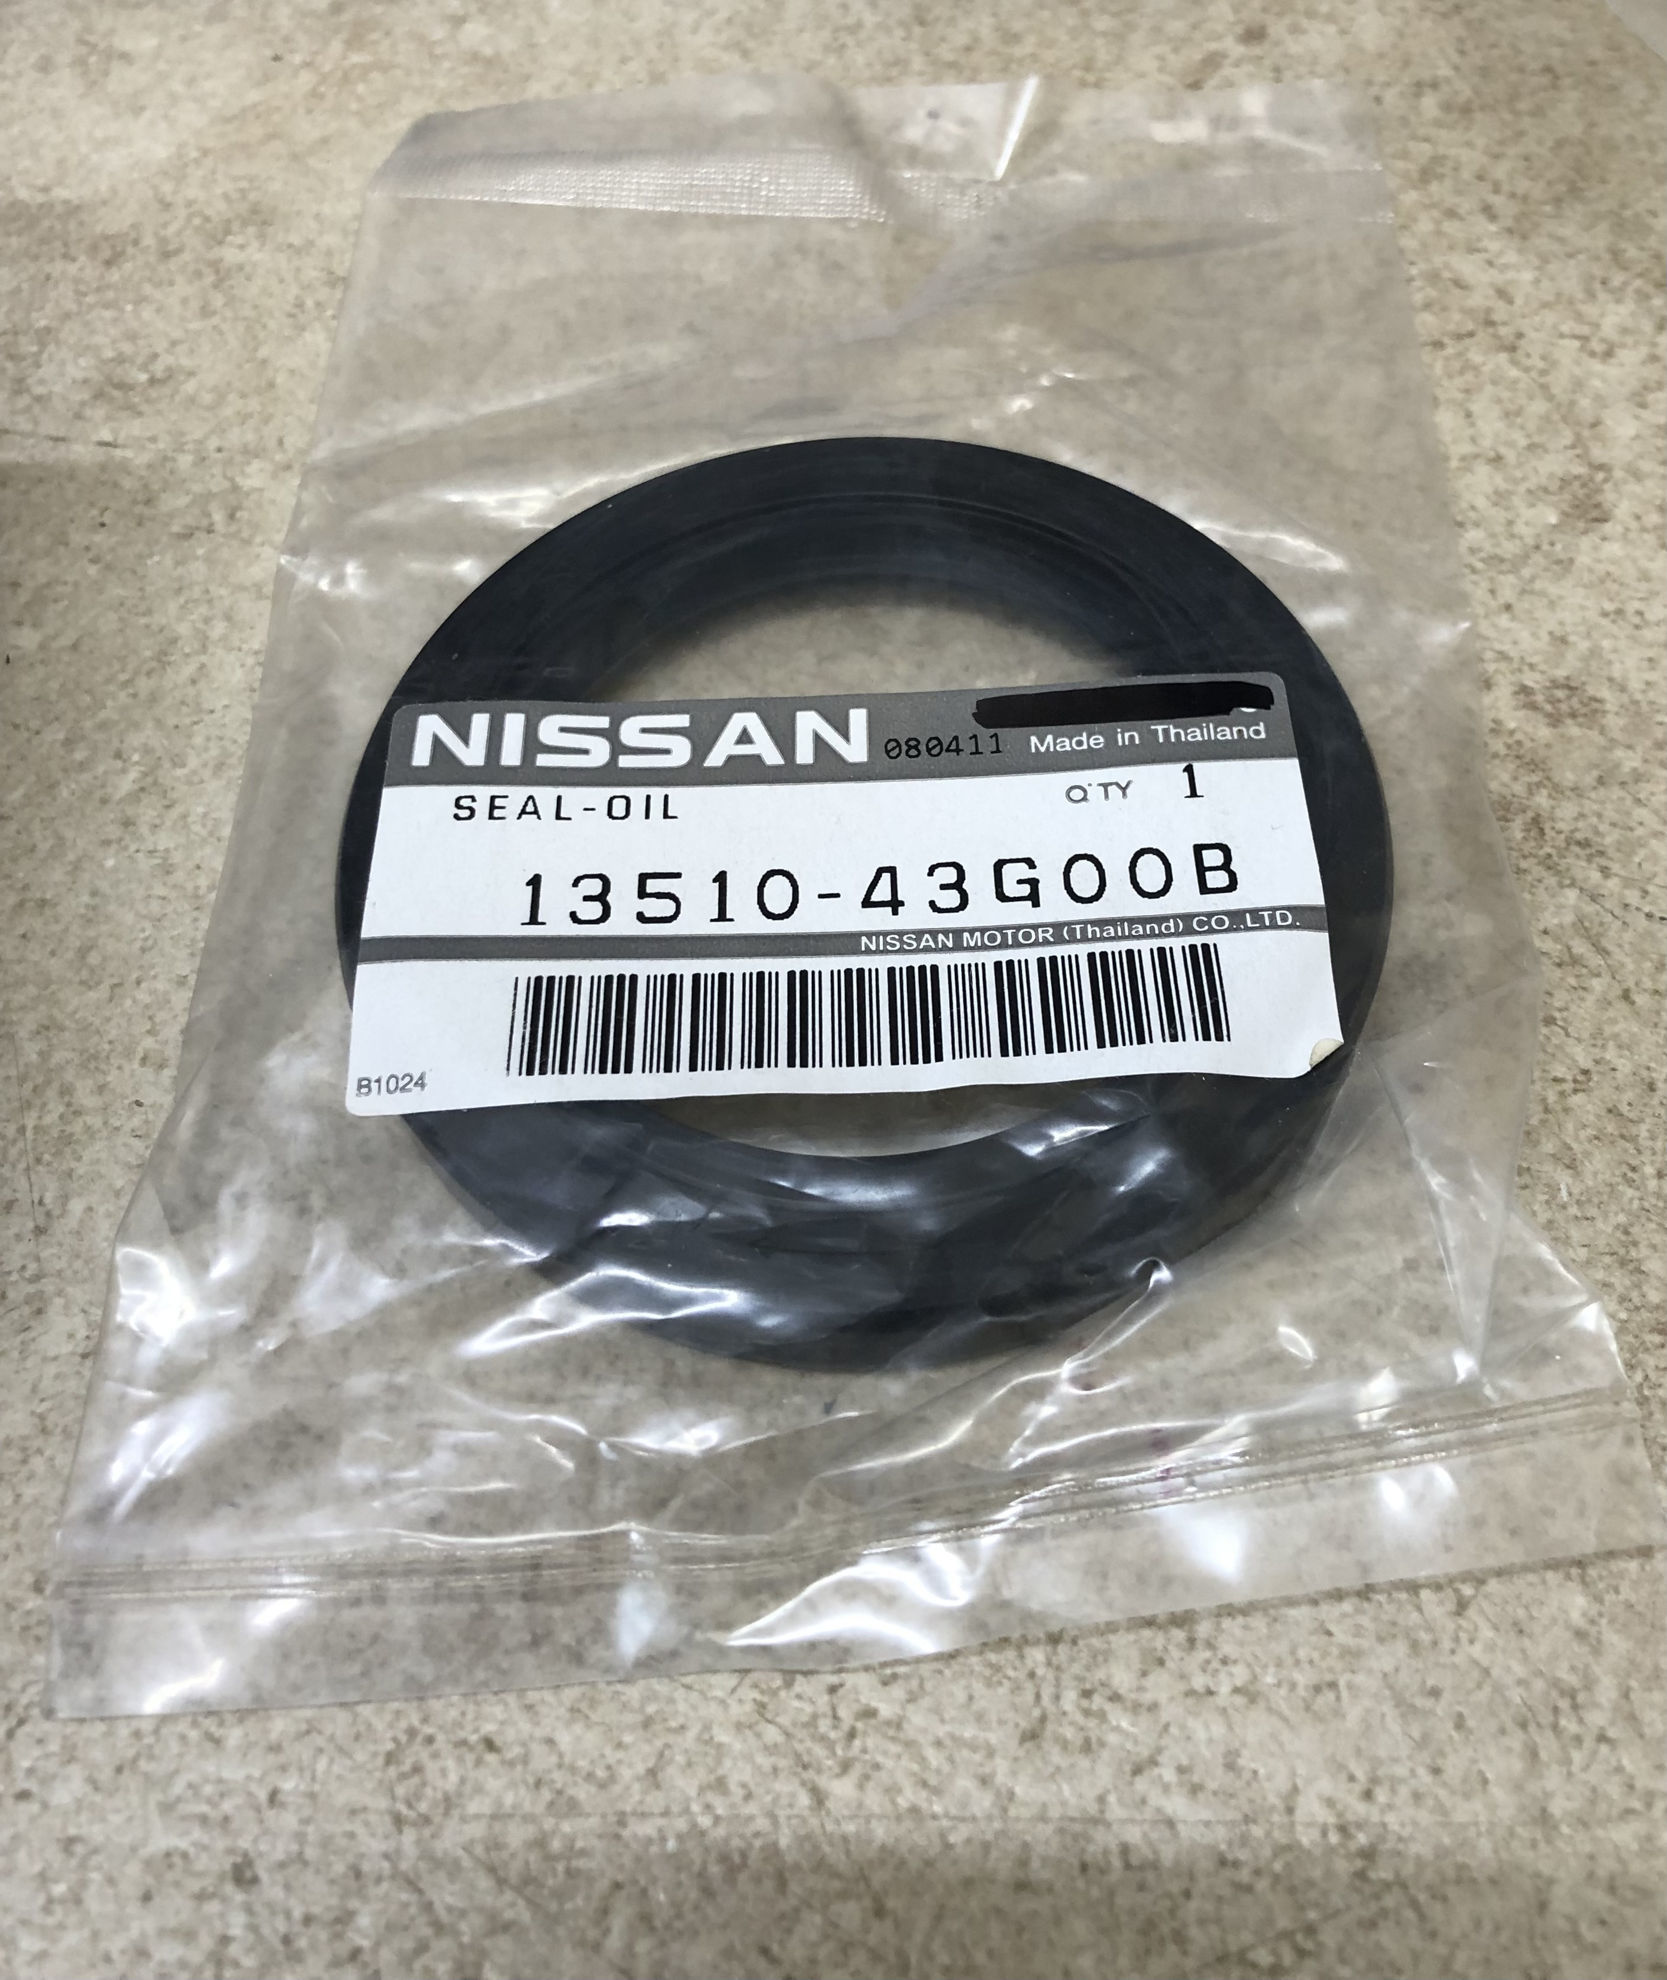 NISSAN 080411 Made in Thailand
SEAL-OIL Q'TY 1
13510-43G00B
NISSAN MOTOR (Thailand) CO.,LTD.
B1024